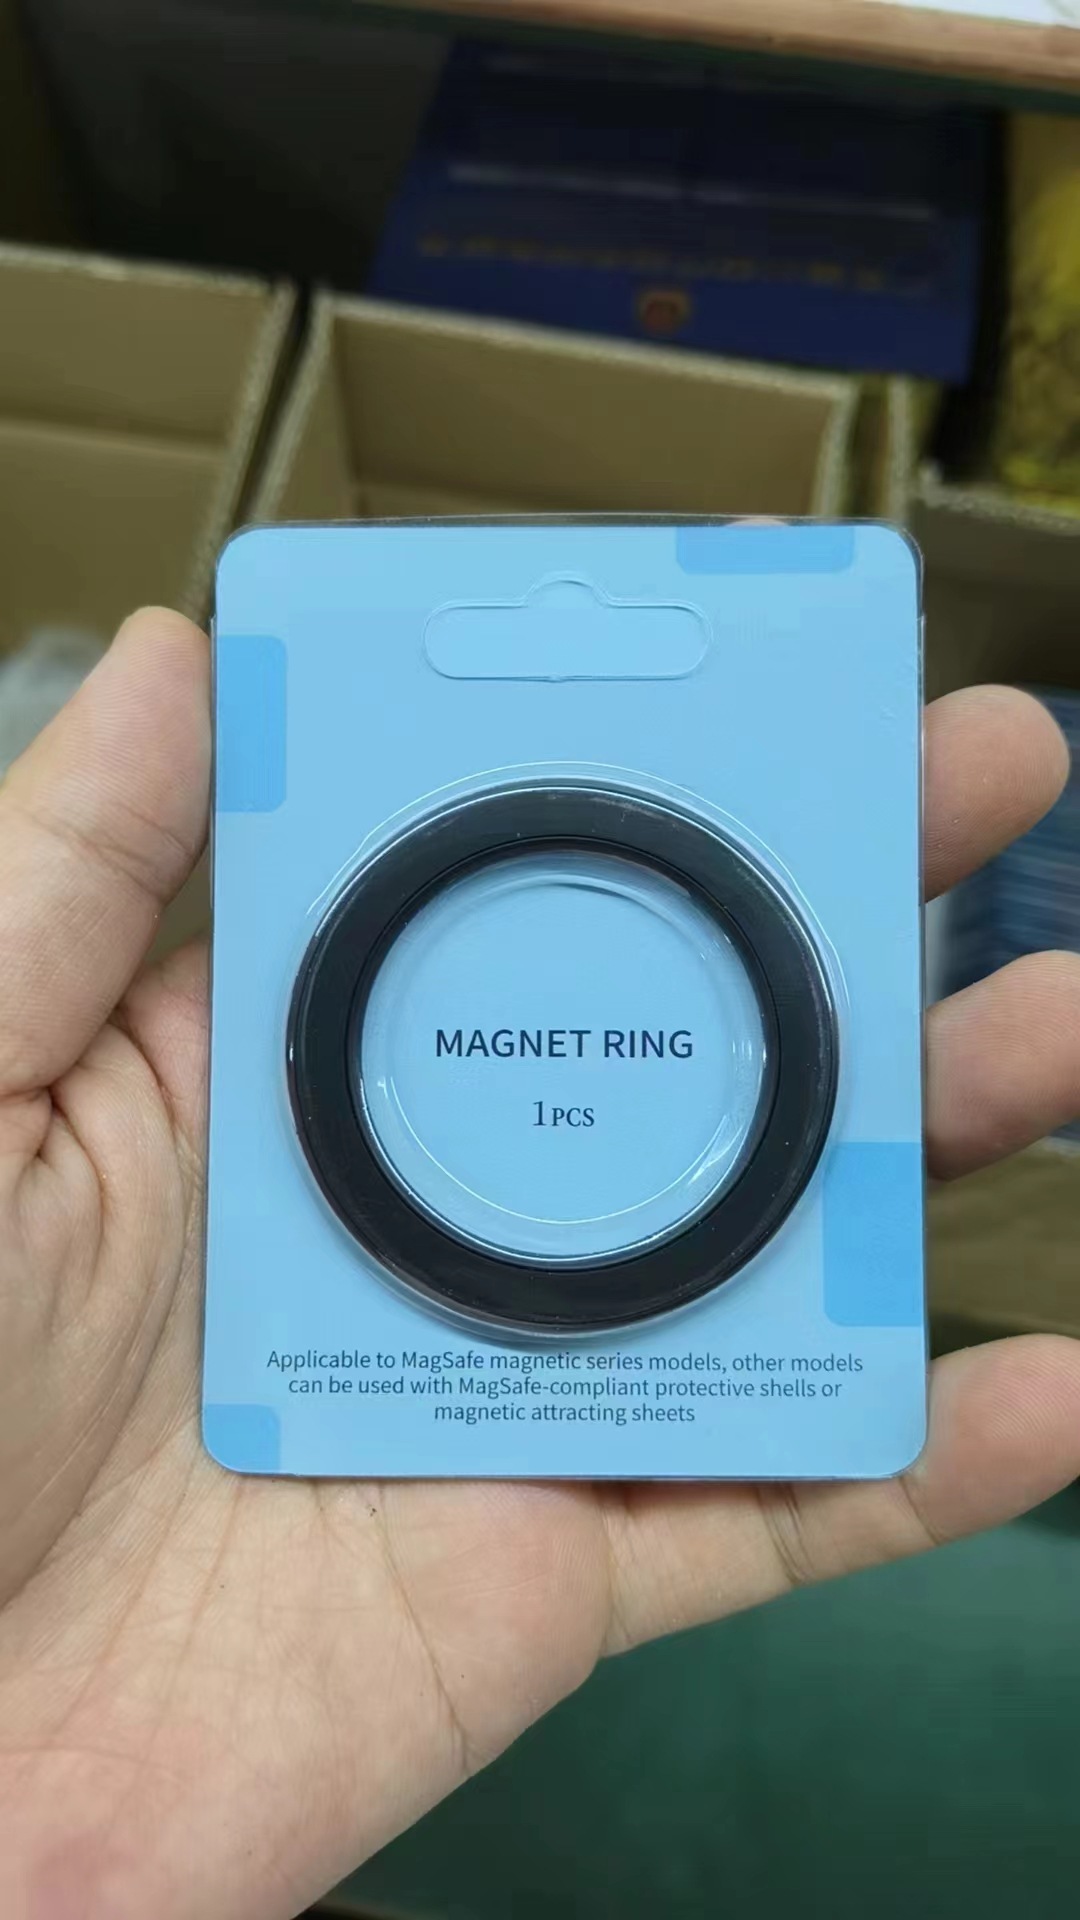 MAGNET RING
1PCS
Applicable to MagSafe magnetic series models, other models
can be used with MagSafe-compliant protective shells or
magnetic attracting sheets